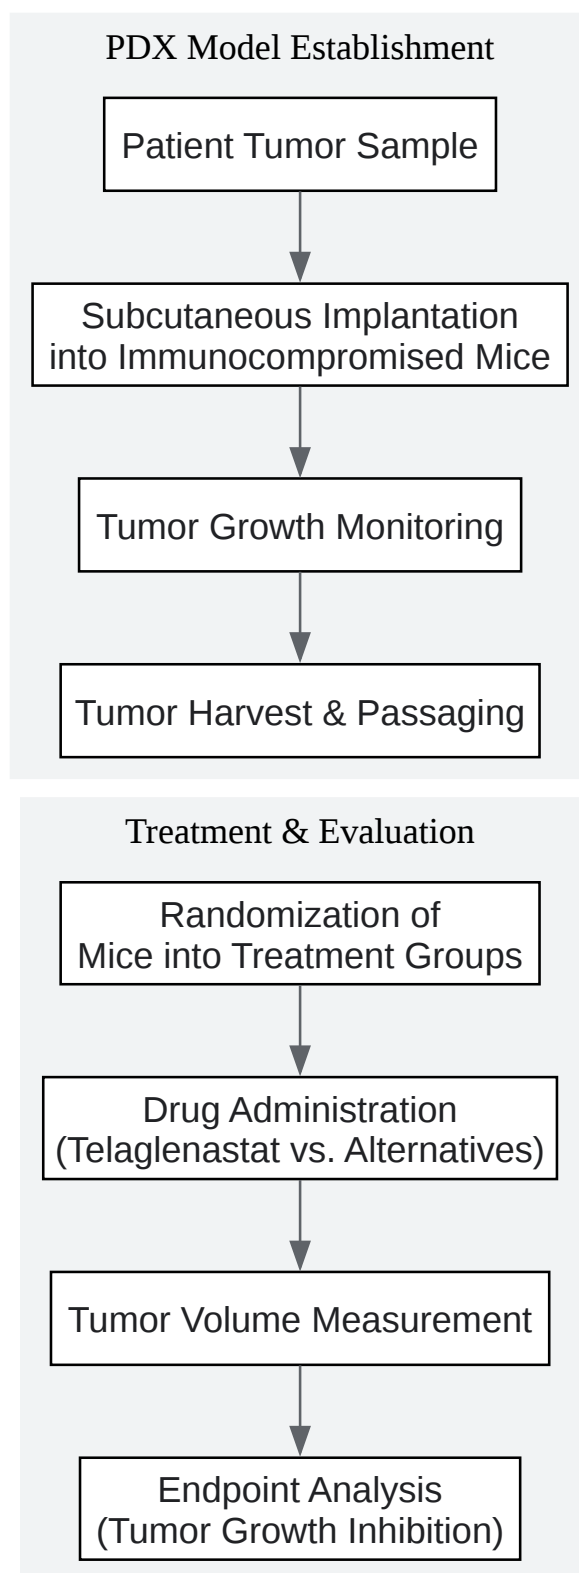 PDX Model Establishment
Patient Tumor Sample
Subcutaneous Implantation
into Immunocompromised Mice
Tumor Growth Monitoring
Tumor Harvest & Passaging
Treatment & Evaluation
Randomization of
Mice into Treatment Groups
Drug Administration
(Telaglenastat vs. Alternatives)
Tumor Volume Measurement
Endpoint Analysis
(Tumor Growth Inhibition)